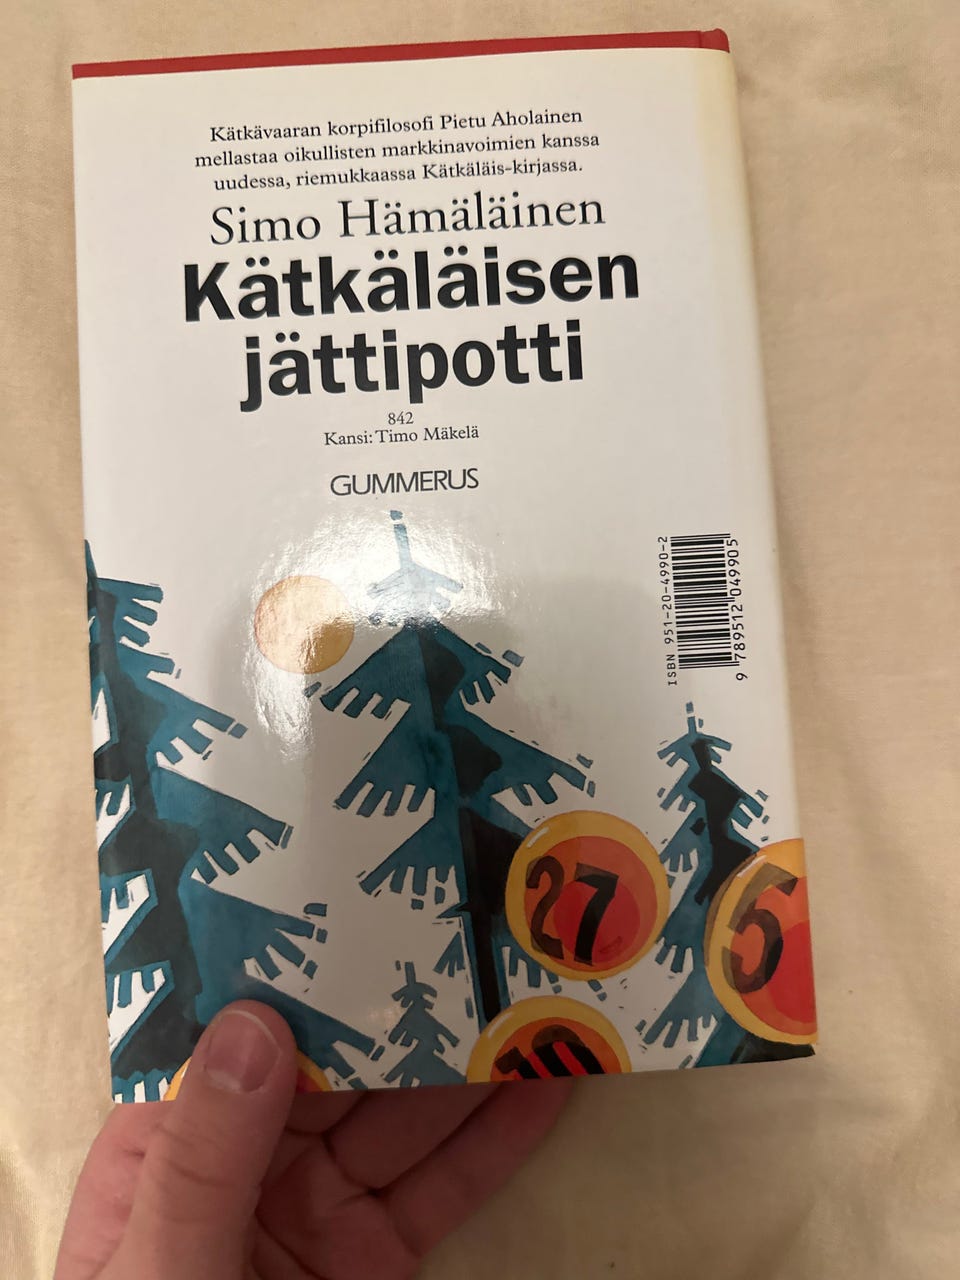 Kätkävaaran korpifilosofi Pietu Aholainen
mellastaa oikullisten markkinavoimien kanssa
uudessa, riemukkaassa Kätkäläis-kirjassa.
Simo Hämäläinen
Kätkäläisen
jättipotti
842
Kansi: Timo Mäkelä
GUMMERUS
ISBN 951-20-4990-2
9 789512 049905
27
5
10